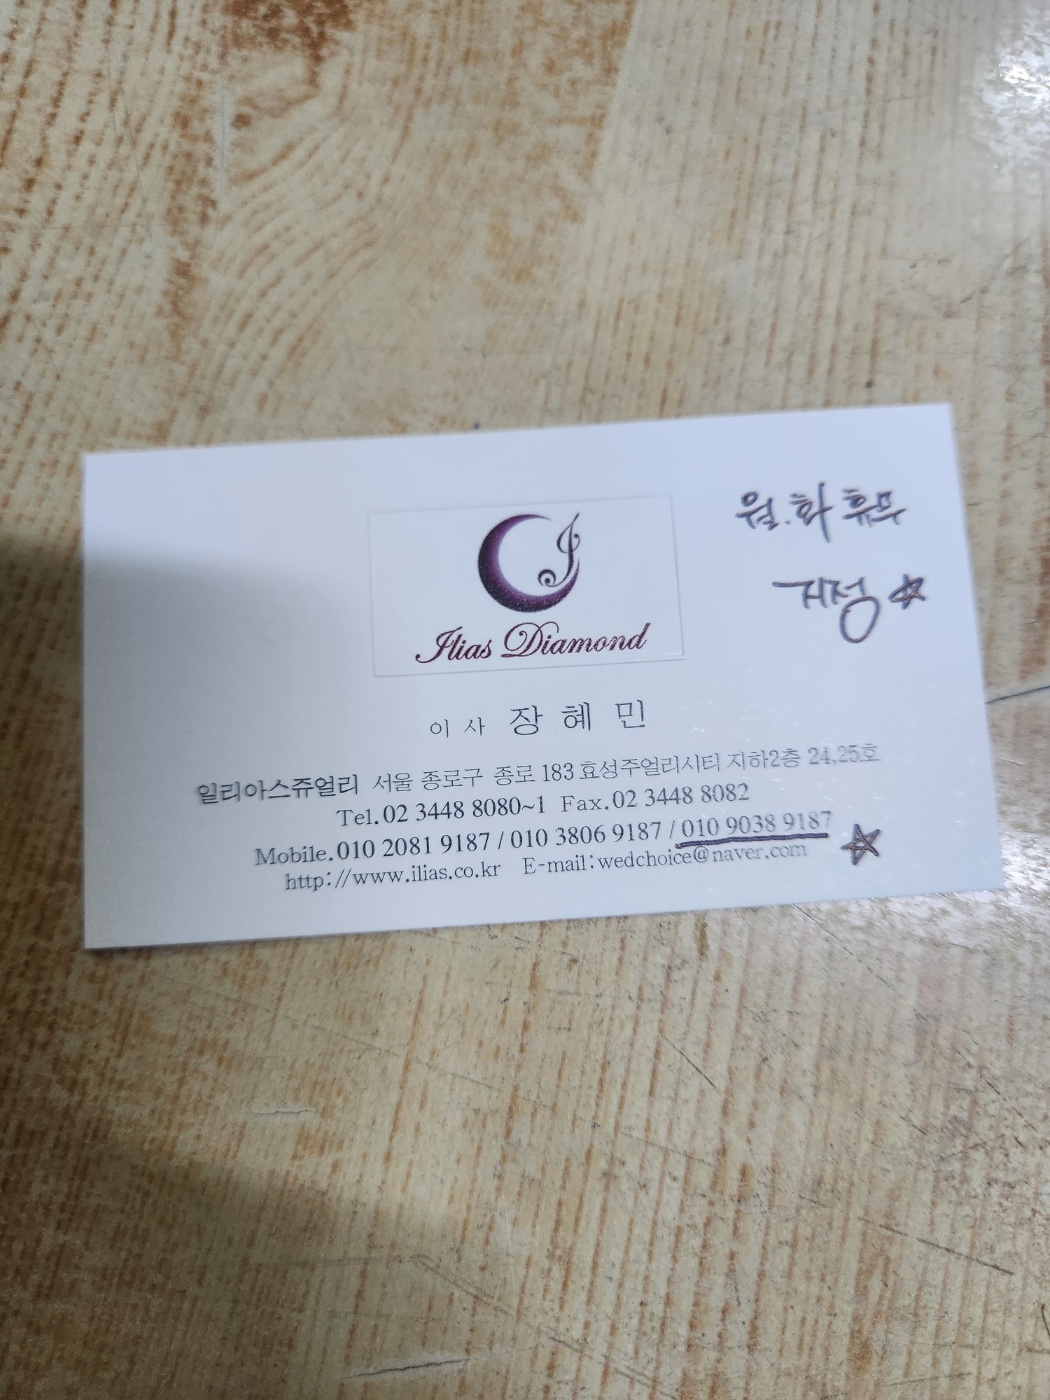 월.화 휴무
지정☆
Ilias Diamond
이사 장혜민
일리아스쥬얼리 서울 종로구 종로 183 효성주얼리시티 지하2층 24,25호
Tel.02 3448 8080~1 Fax.02 3448 8082
Mobile.010 2081 9187 / 010 3806 9187 / 010 9038 9187 ☆
http://www.ilias.co.kr E-mail:wedchoice@naver.com